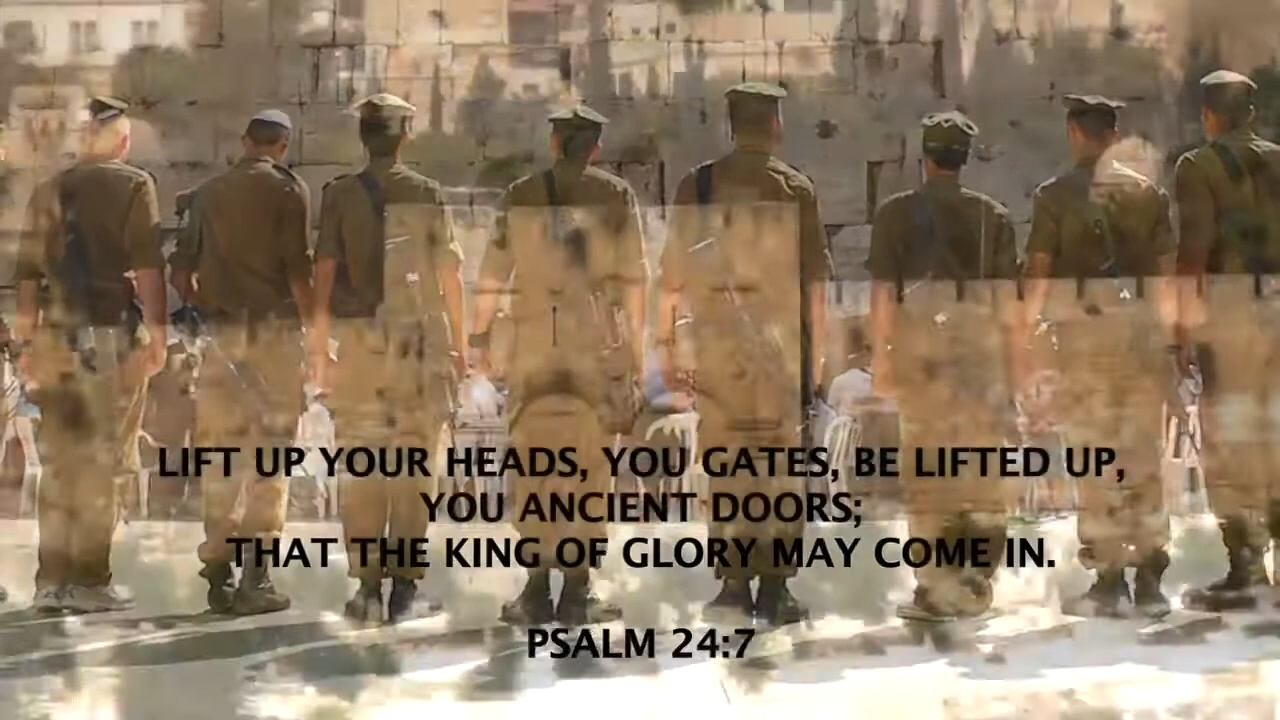 LIFT UP YOUR HEADS, YOU GATES, BE LIFTED UP,
YOU ANCIENT DOORS;
THAT THE KING OF GLORY MAY COME IN.
PSALM 24:7